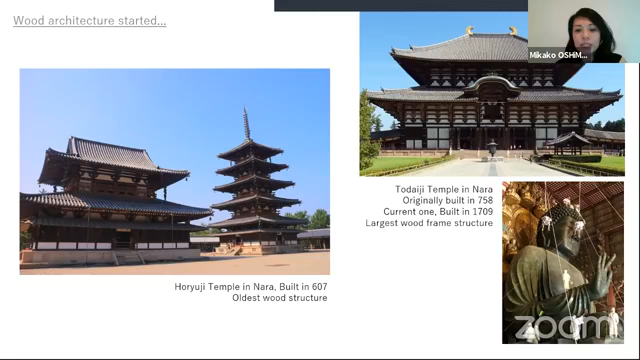 Wood architecture started...
Mikako OSHM...
Todaiji Temple in Nara
Originally built in 758
Current one, Built in 1709
Largest wood frame structure
Horyuji Temple in Nara, Built in 607
Oldest wood structure
zoom